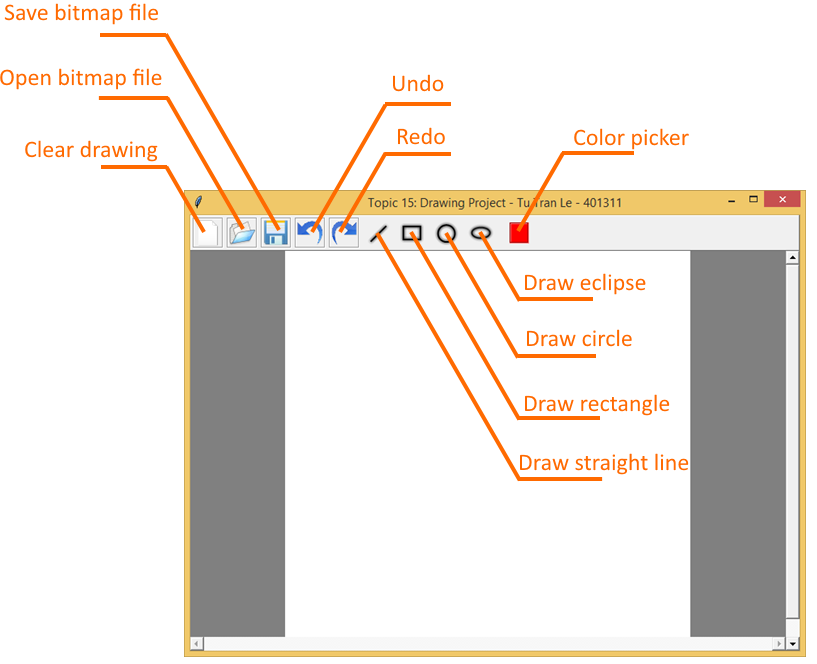 Save bitmap file
Open bitmap file
Undo
Redo
Color picker
Clear drawing
Topic 15: Drawing Project - Tu Tran Le - 401311
Draw eclipse
Draw circle
Draw rectangle
Draw straight line